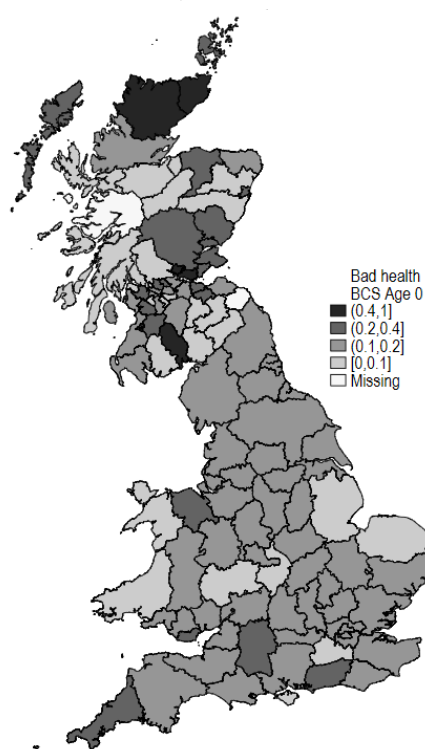 Bad health
BCS Age 0
(0.4,1]
(0.2,0.4]
(0.1,0.2]
[0,0.1]
Missing